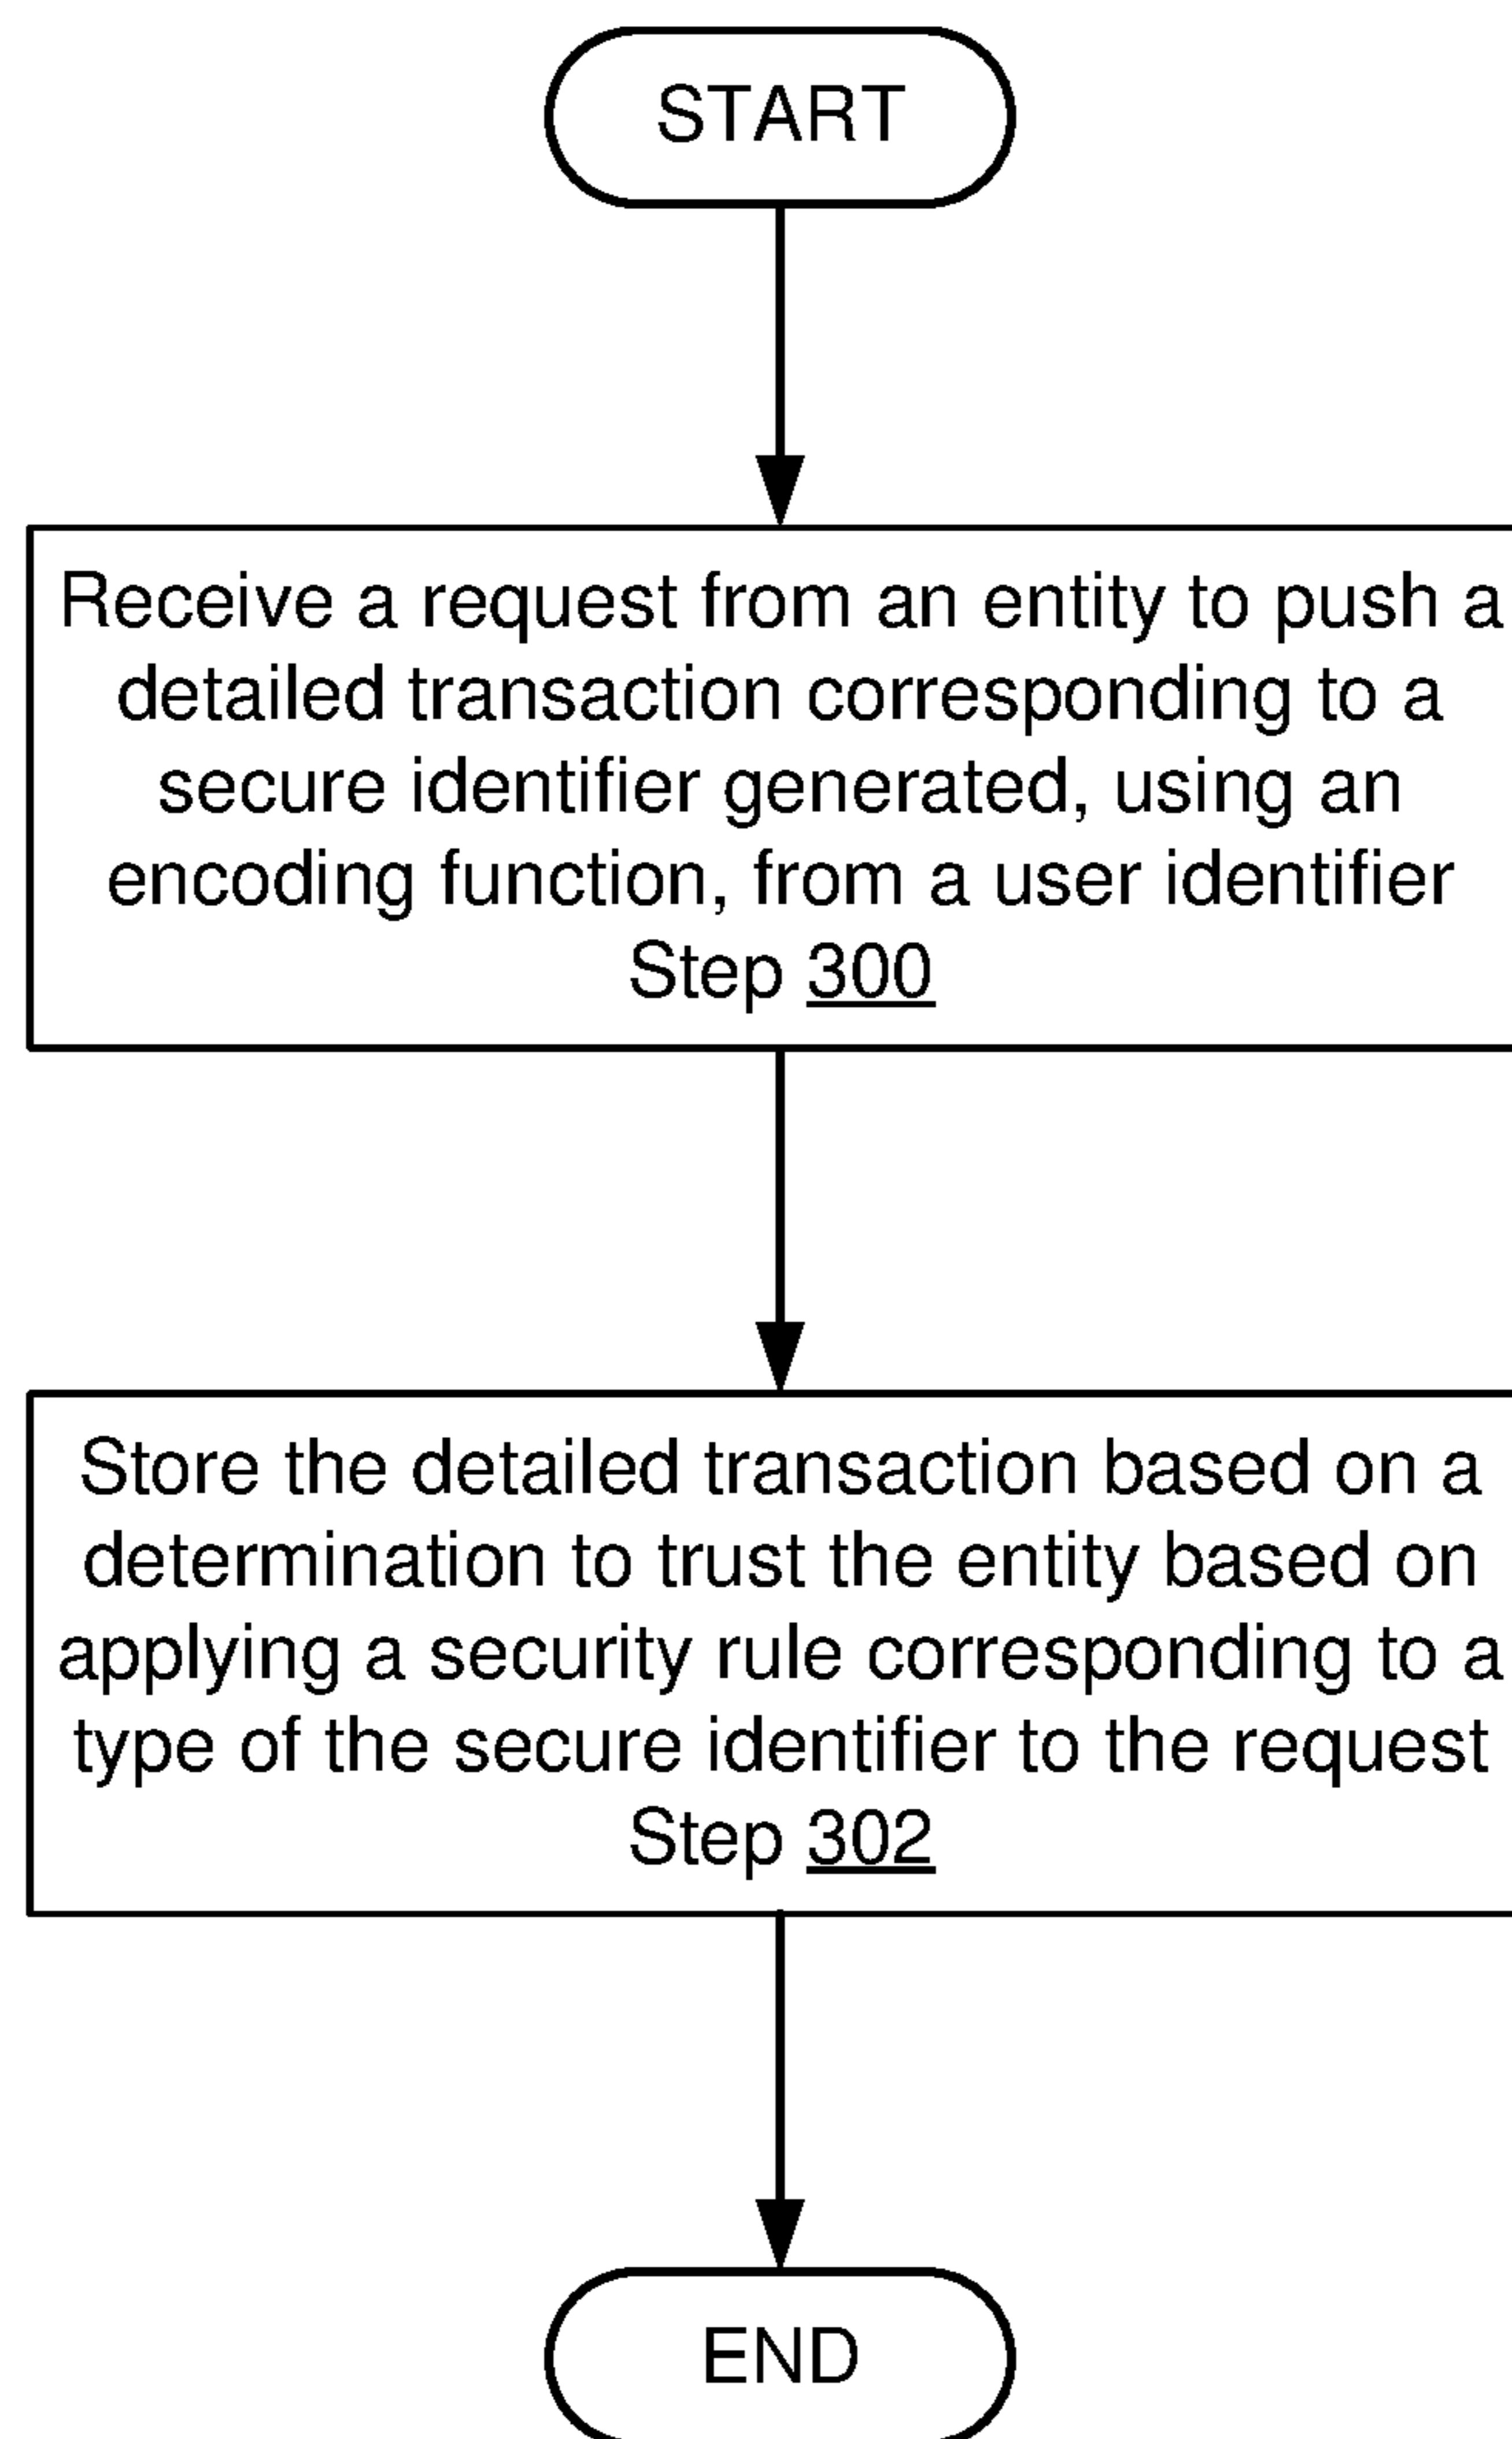 START
Receive a request from an entity to push a
detailed transaction corresponding to a
secure identifier generated, using an
encoding function, from a user identifier
Step 300
Store the detailed transaction based on a
determination to trust the entity based on
applying a security rule corresponding to a
type of the secure identifier to the request
Step 302
END